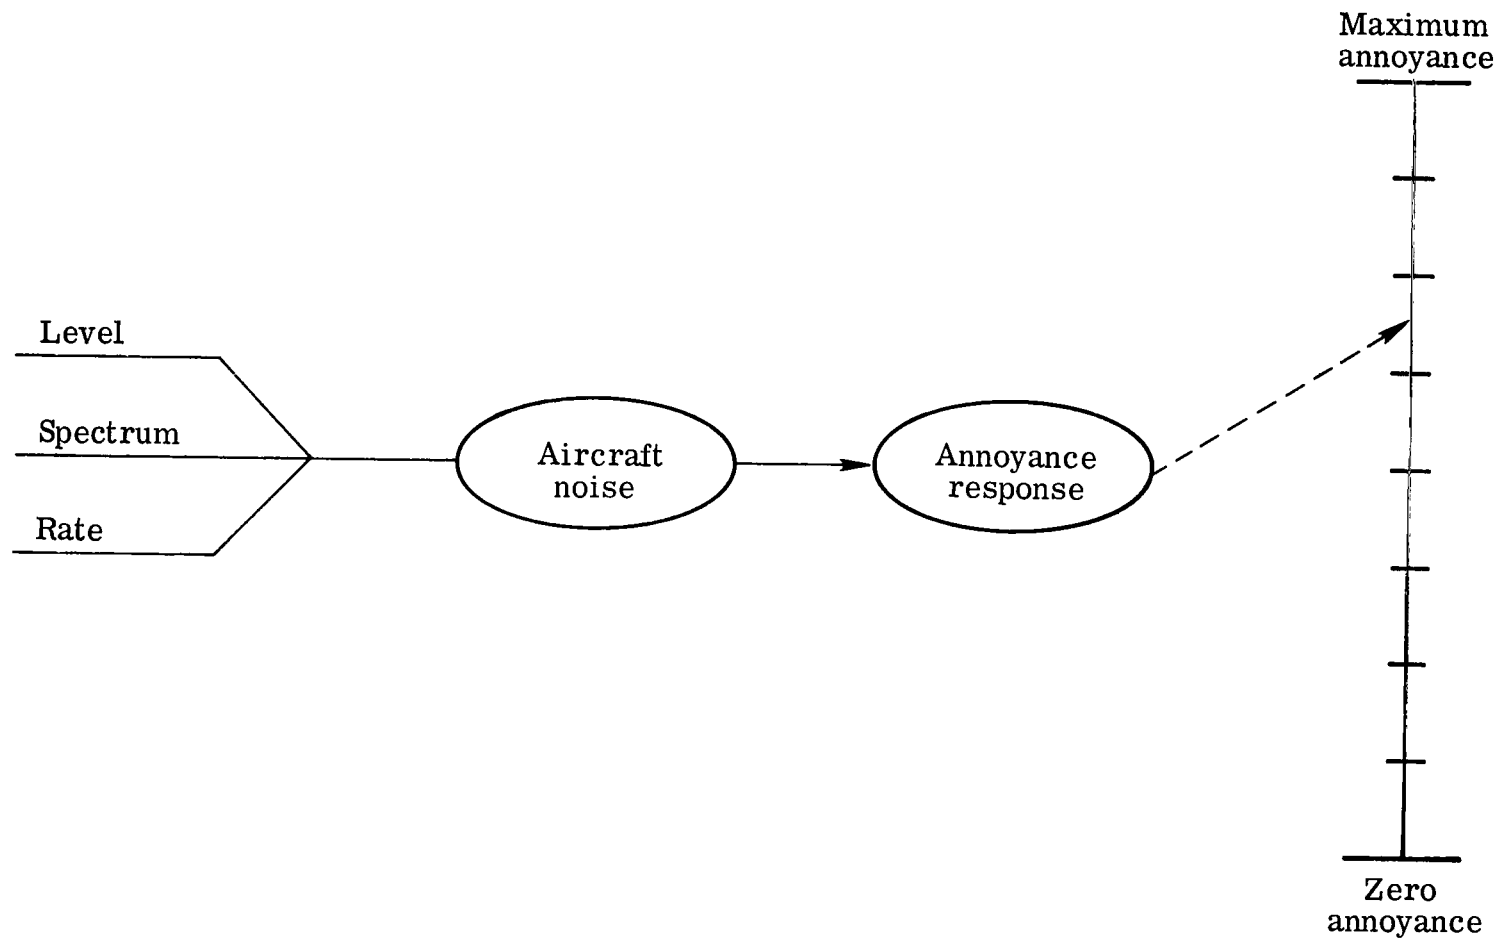 Maximum
annoyance
Level
Spectrum
Rate
Aircraft
noise
Annoyance
response
Zero
annoyance